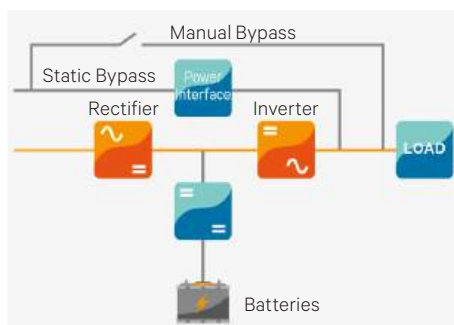 Manual Bypass
Static Bypass
Power
Interface
Rectifier
Inverter
LOAD
Batteries